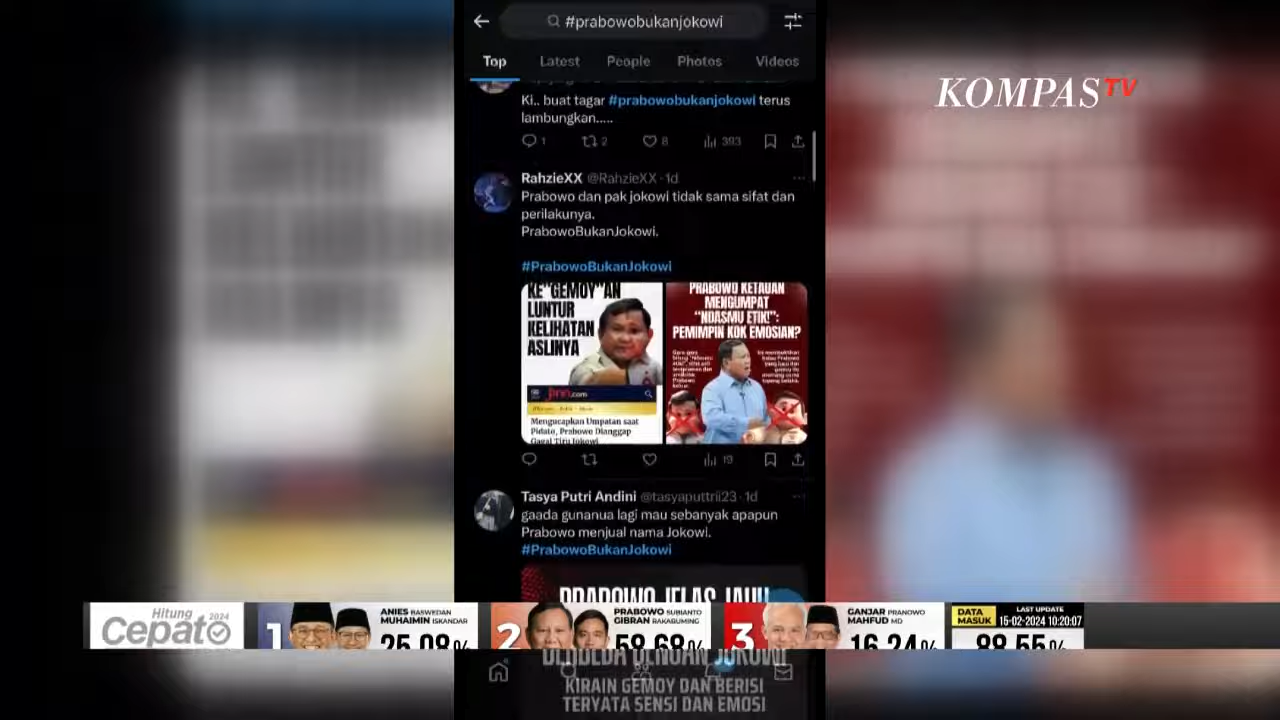 #prabowobukanjokowi
Top Latest People Photos Videos
KOMPAS TV
Ki.. buat tagar #prabowobukanjokowi terus
lambungkan.....
1 2 8 393
RahzieXX @RahzieXX · 1d
Prabowo dan pak jokowi tidak sama sifat dan
perilakunya.
PrabowoBukanJokowi.
#PrabowoBukanJokowi
KE"GEMOY"AN
LUNTUR
KELIHATAN
ASLINYA
jpnn.com
Mengucapkan Umpatan saat
Pidato, Prabowo Dianggap
Gagal Tiru Jokowi
PRABOWO KETAUAN
MENGUMPAT
"NDASMU ETIK!":
PEMIMPIN KOK EMOSIAN?
19
Tasya Putri Andini @tasyaputtrii23 · 1d
gaada gunanua lagi mau sebanyak apapun
Prabowo menjual nama Jokowi.
#PrabowoBukanJokowi
PRABOWO JELAS JAUH
Hitung
Cepat 2024
1 ANIES BASWEDAN
MUHAIMIN ISKANDAR
25,08%
2 PRABOWO SUBIANTO
GIBRAN RAKABUMING
58,68%
3 GANJAR PRANOWO
MAHFUD MD
16,24%
DATA
MASUK
LAST UPDATE
15-02-2024 10:20:07
88,55%
BERBEDA DENGAN JOKOWI
KIRAIN GEMOY DAN BERISI
TERYATA SENSI DAN EMOSI